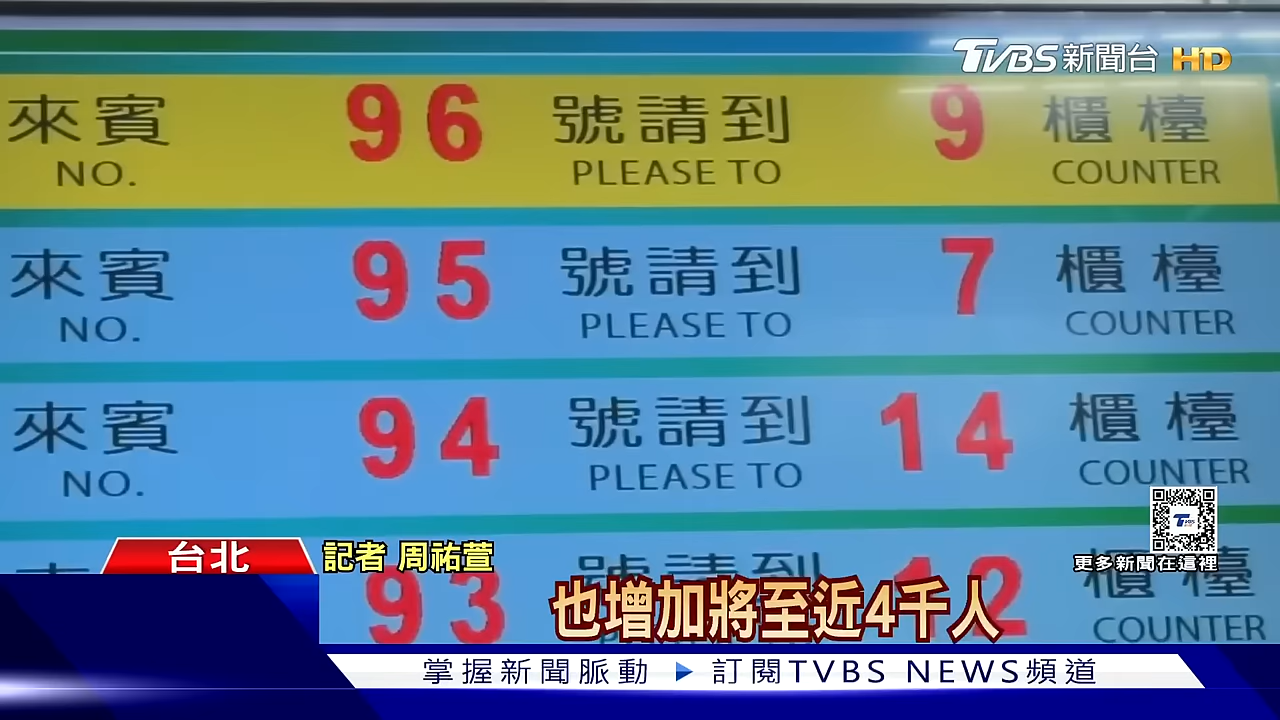 TVBS新聞台 HD
來賓 96 號請到 9 櫃檯
NO. PLEASE TO COUNTER
來賓 95 號請到 7 櫃檯
NO. PLEASE TO COUNTER
來賓 94 號請到 14 櫃檯
NO. PLEASE TO COUNTER
更多新聞在這裡
台北 記者 周祐萱
93 號請到 12 櫃檯
COUNTER
也增加將至近4千人
掌握新聞脈動 訂閱TVBS NEWS頻道